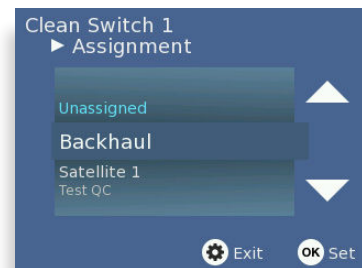 Clean Switch 1
▶ Assignment
Unassigned
Backhaul
Satellite 1
Test QC
Exit OK Set